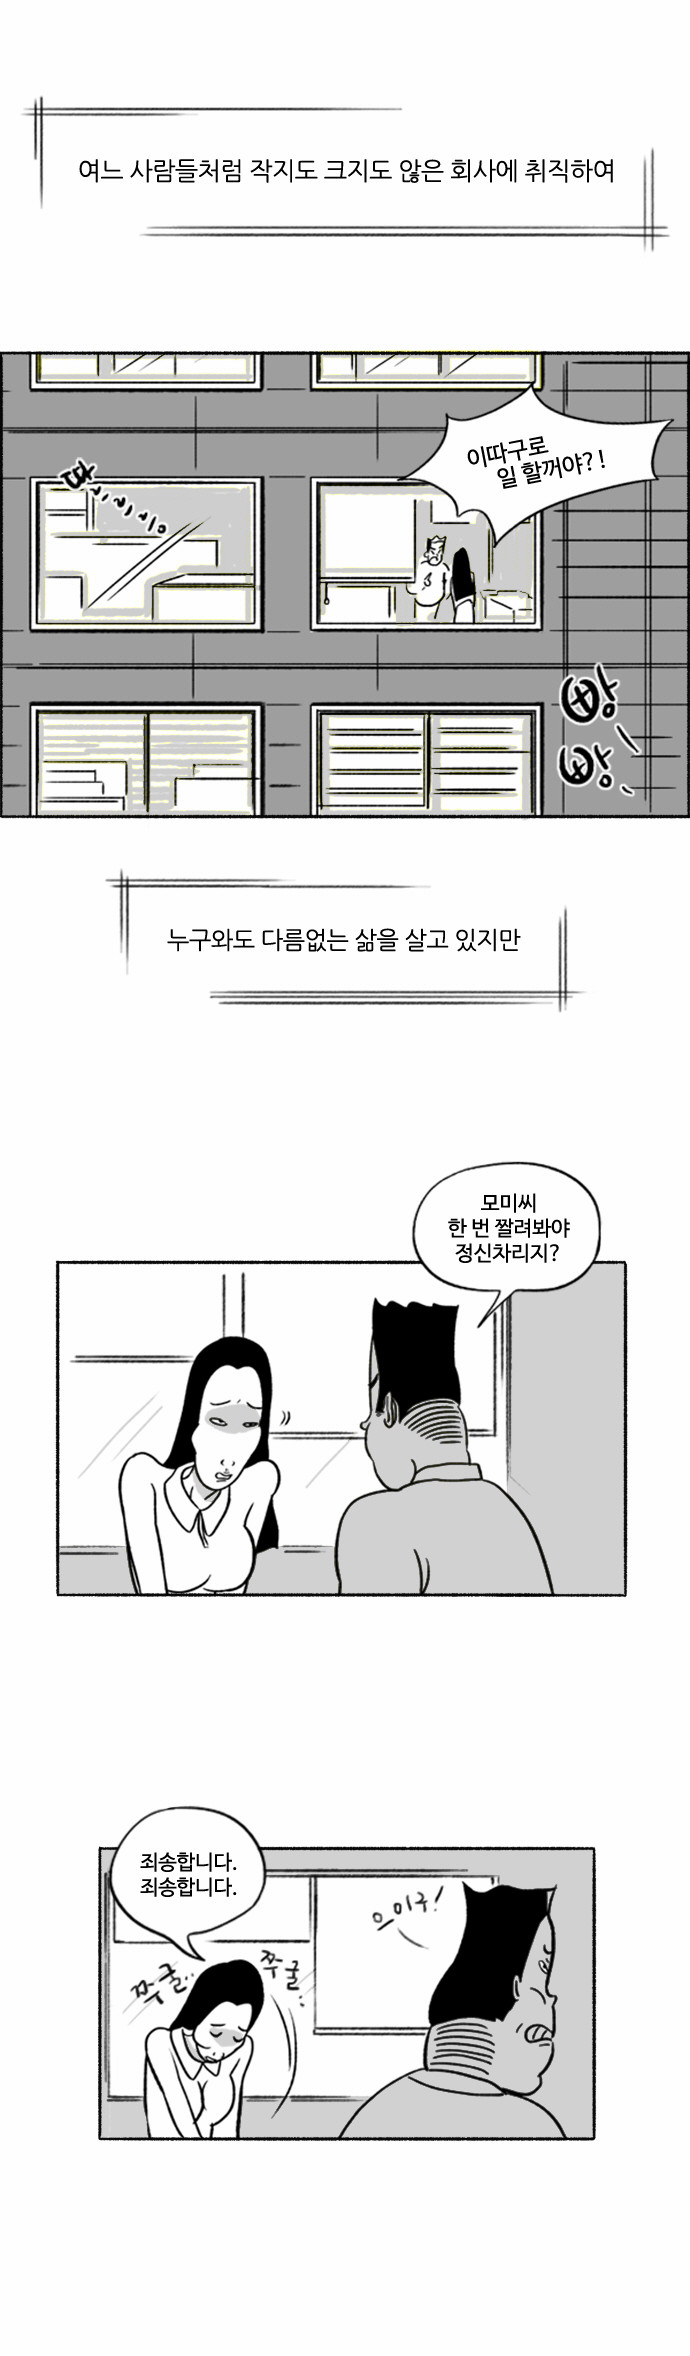 여느 사람들처럼 작지도 크지도 않은 회사에 취직하여
이따구로
일 할꺼야?!
빵
빵
누구와도 다름없는 삶을 살고 있지만
모미씨
한 번 짤려봐야
정신차리지?
죄송합니다.
죄송합니다.
으이구!
쭈굴..
쭈굴..